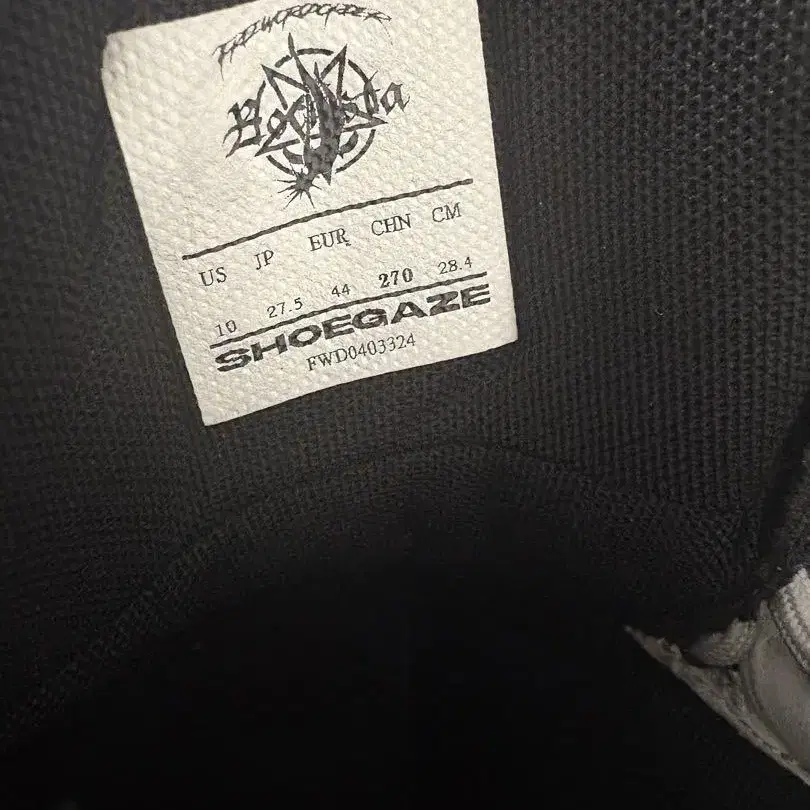 US JP EUR CHN CM
10 27.5 44 270 28.4
SHOEGAZE
FWD0403324